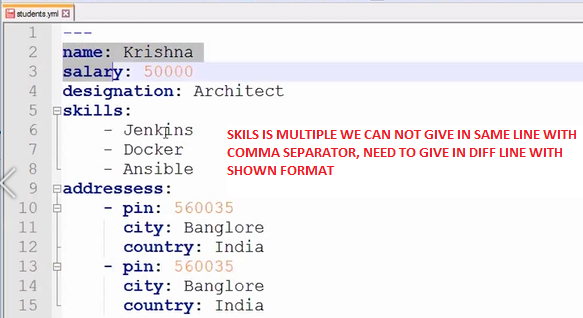 students.yml
1 ---
2 name: Krishna
3 salary: 50000
4 designation: Architect
5 skills:
6 - Jenkins
7 - Docker
8 - Ansible
SKILS IS MULTIPLE WE CAN NOT GIVE IN SAME LINE WITH
COMMA SEPARATOR, NEED TO GIVE IN DIFF LINE WITH
SHOWN FORMAT
9 addressess:
10 - pin: 560035
11 city: Banglore
12 country: India
13 - pin: 560035
14 city: Banglore
15 country: India